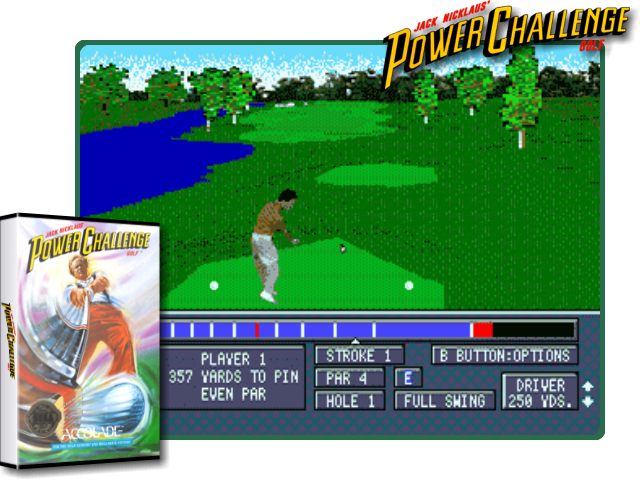 JACK NICKLAUS'
POWER CHALLENGE
GOLF
JACK NICKLAUS'
POWER CHALLENGE
GOLF
POWER CHALLENGE
ACCOLADE
PLAYER 1
357 YARDS TO PIN
EVEN PAR
STROKE 1
B BUTTON:OPTIONS
PAR 4
E
HOLE 1
FULL SWING
DRIVER
250 YDS.